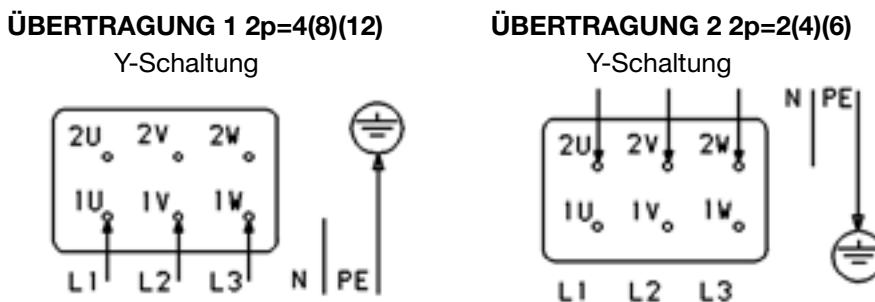 ÜBERTRAGUNG 1 2p=4(8)(12)
Y-Schaltung
2U 2V 2W
1U 1V 1W
L1 L2 L3 N PE
ÜBERTRAGUNG 2 2p=2(4)(6)
Y-Schaltung
N PE
2U 2V 2W
1U 1V 1W
L1 L2 L3